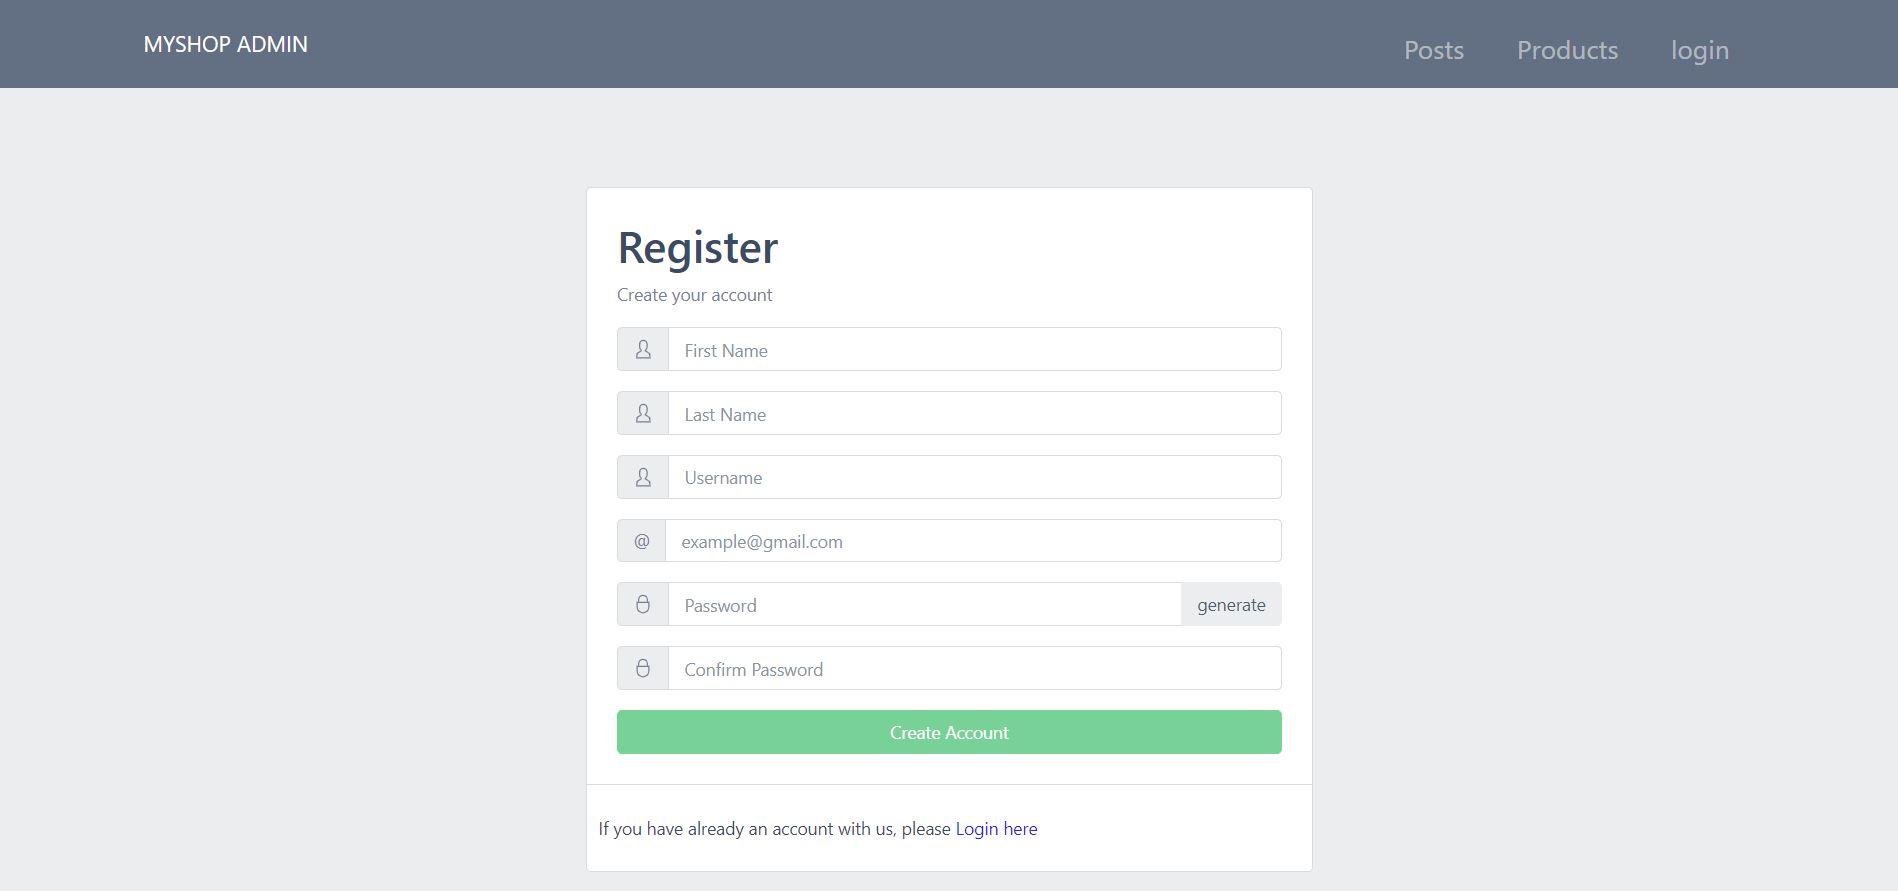 MYSHOP ADMIN
Posts Products login
Register
Create your account
First Name
Last Name
Username
@ example@gmail.com
Password generate
Confirm Password
Create Account
If you have already an account with us, please Login here